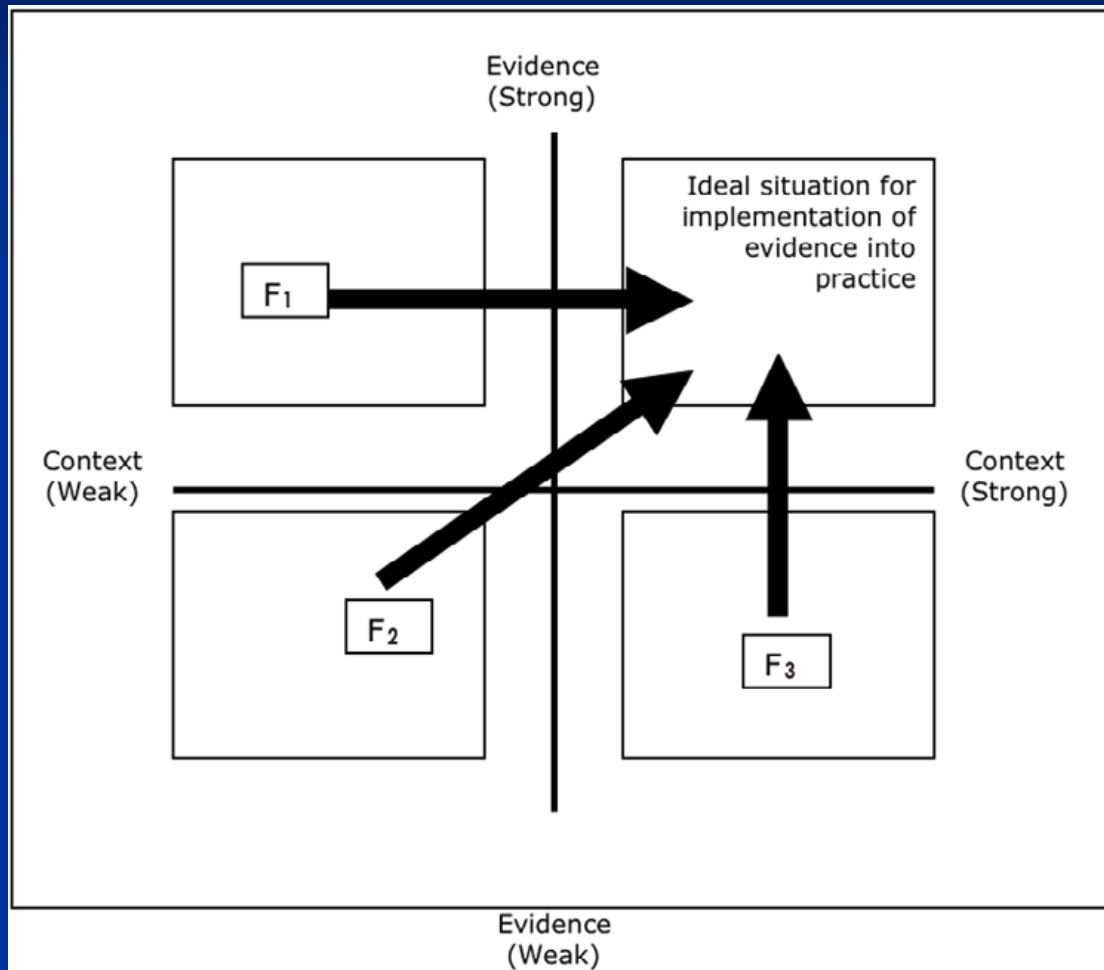 Evidence
(Strong)
Ideal situation for
implementation of
evidence into
practice
F1
Context
(Weak)
Context
(Strong)
F2
F3
Evidence
(Weak)